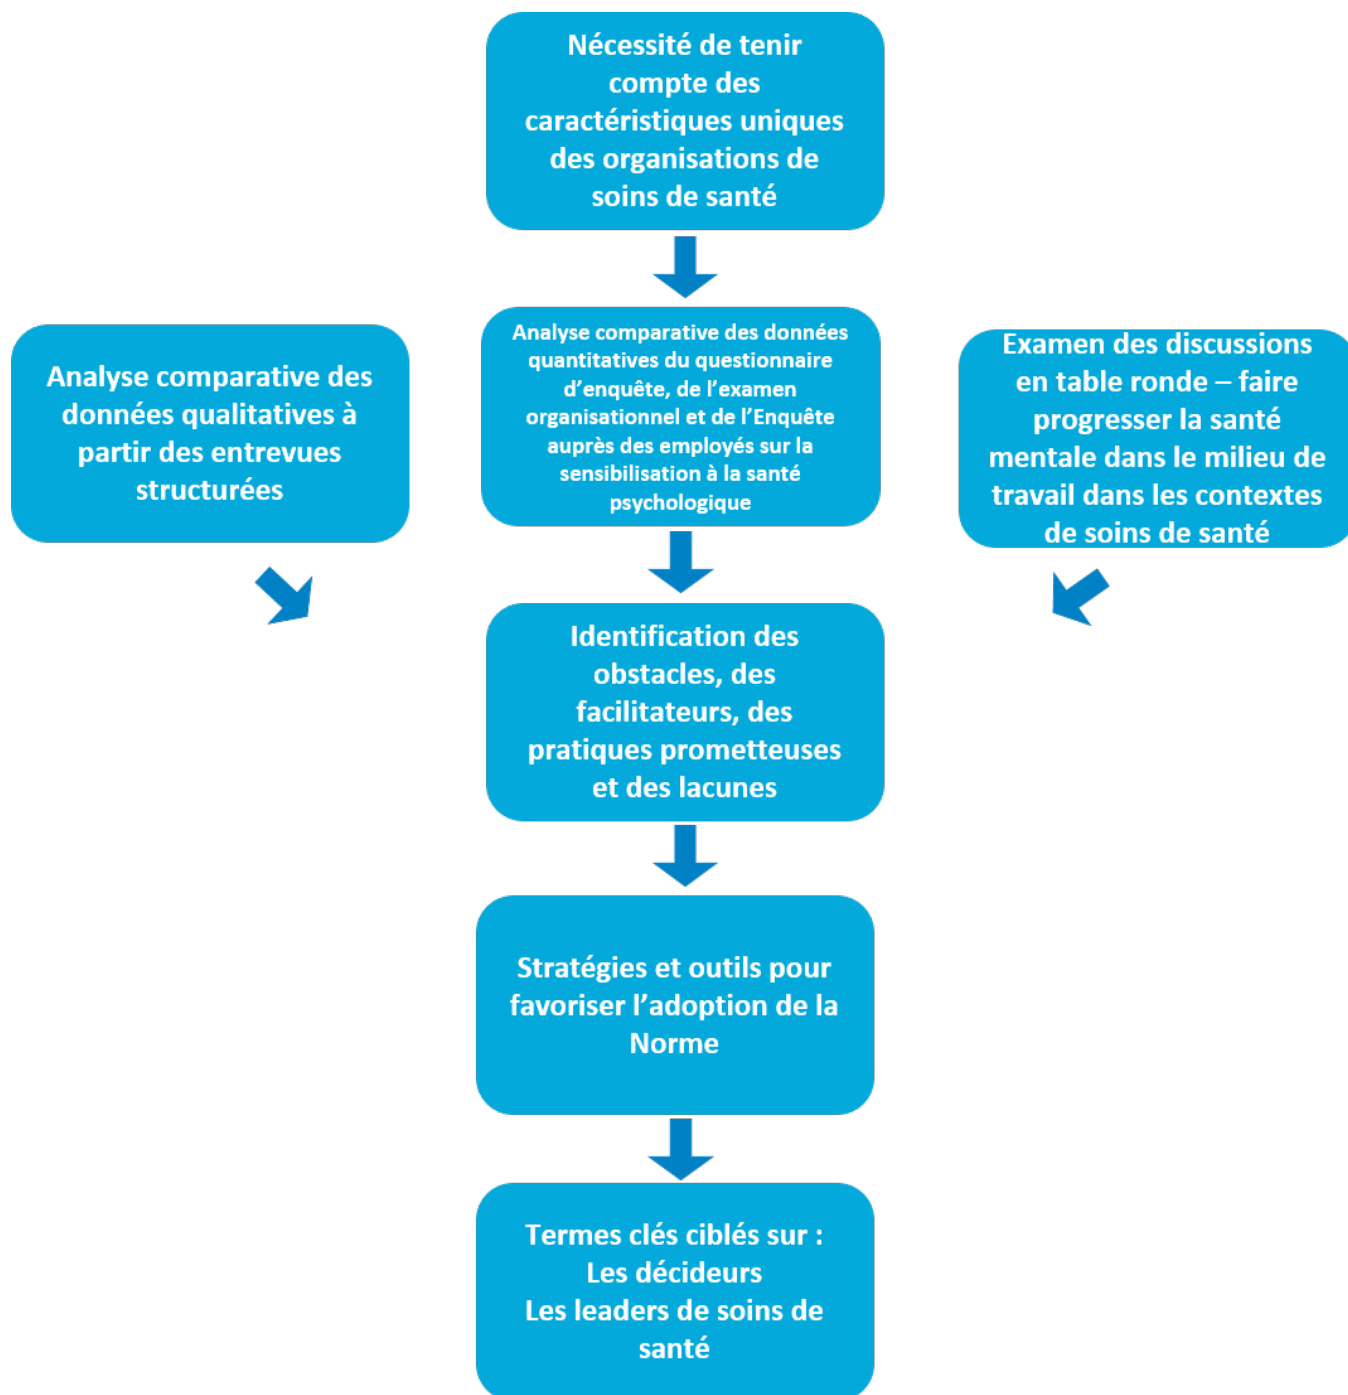 Nécessité de tenir
compte des
caractéristiques uniques
des organisations de
soins de santé
Analyse comparative des
données qualitatives à
partir des entrevues
structurées
Analyse comparative des données
quantitatives du questionnaire
d’enquête, de l’examen
organisationnel et de l’Enquête
auprès des employés sur la
sensibilisation à la santé
psychologique
Examen des discussions
en table ronde – faire
progresser la santé
mentale dans le milieu de
travail dans les contextes
de soins de santé
Identification des
obstacles, des
facilitateurs, des
pratiques prometteuses
et des lacunes
Stratégies et outils pour
favoriser l’adoption de la
Norme
Termes clés ciblés sur :
Les décideurs
Les leaders de soins de
santé